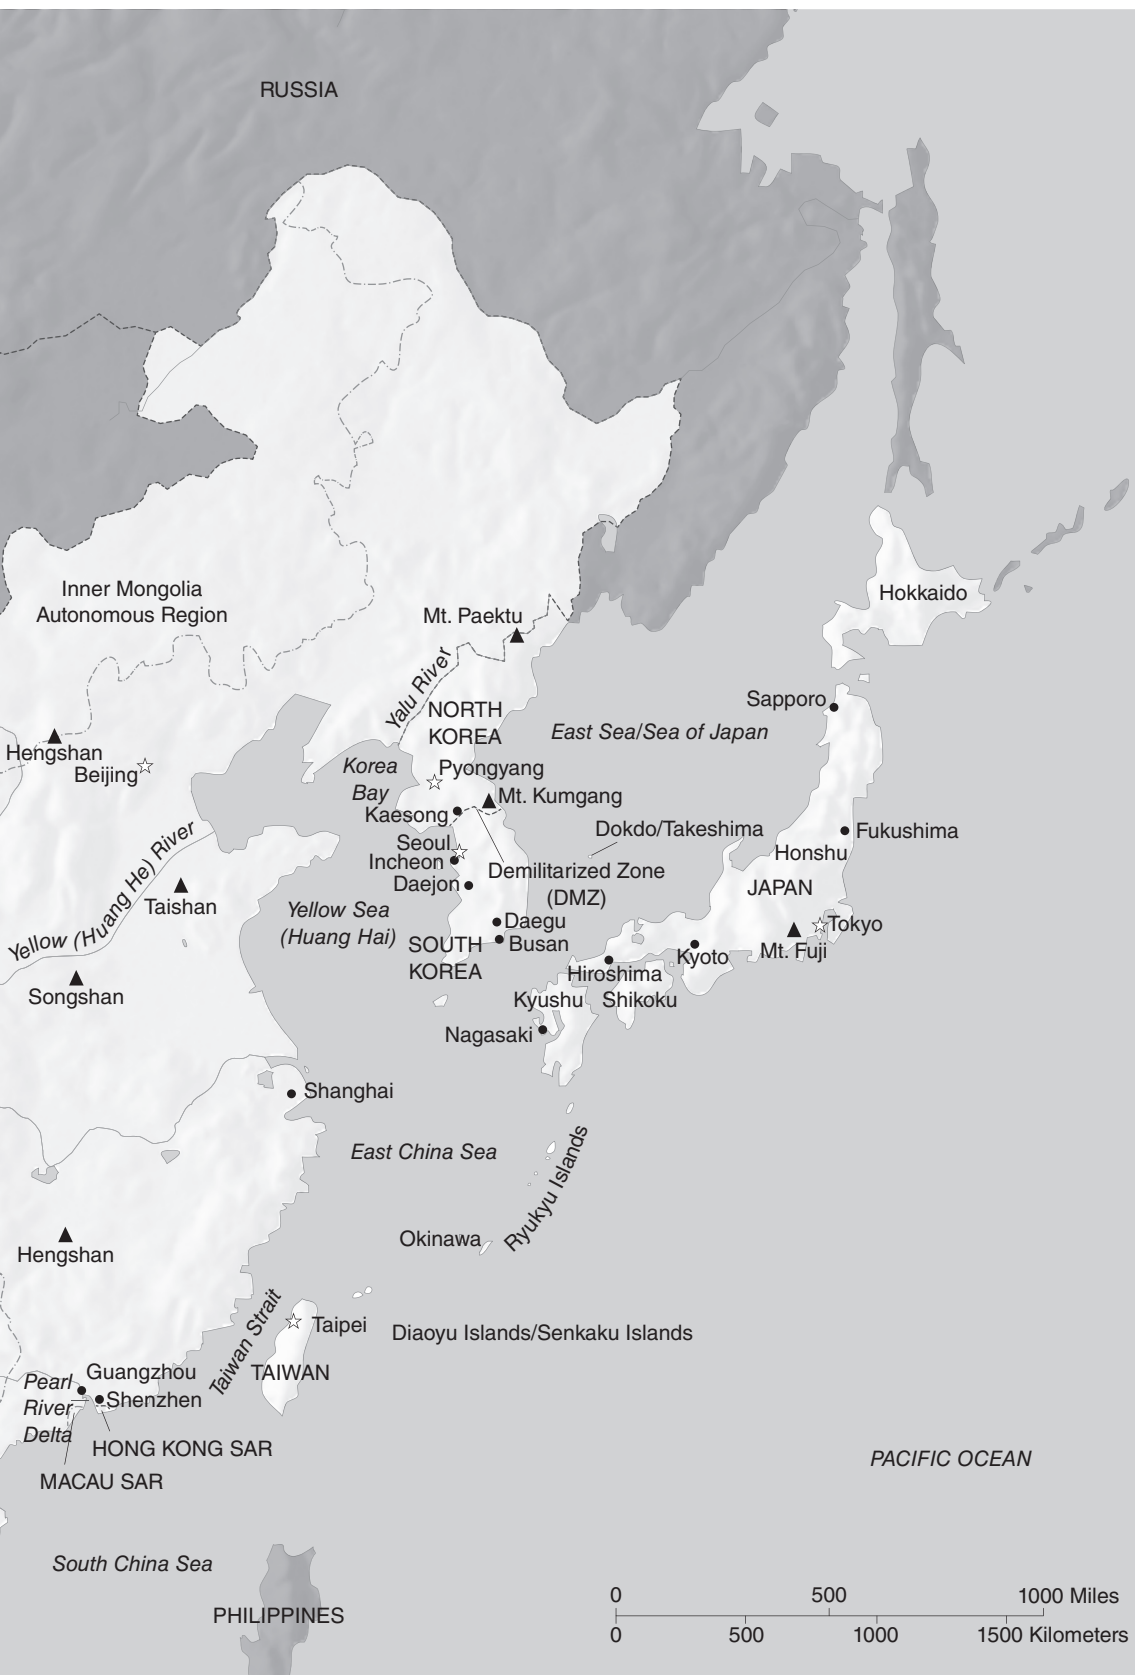 RUSSIA
Inner Mongolia
Autonomous Region
Hokkaido
Mt. Paektu
Yalu River
NORTH
KOREA
Sapporo
East Sea/Sea of Japan
Hengshan
Beijing
Korea
Bay
Pyongyang
Mt. Kumgang
Kaesong
Dokdo/Takeshima
Fukushima
Seoul
Incheon
Honshu
Demilitarized Zone
(DMZ)
Daejon
JAPAN
Yellow (Huang He) River
Taishan
Yellow Sea
(Huang Hai)
Daegu
Busan
Tokyo
SOUTH
KOREA
Mt. Fuji
Kyoto
Hiroshima
Songshan
Kyushu
Shikoku
Nagasaki
Shanghai
East China Sea
Ryukyu Islands
Okinawa
Hengshan
Taiwan Strait
Taipei
Diaoyu Islands/Senkaku Islands
TAIWAN
Guangzhou
Pearl
River
Delta
Shenzhen
HONG KONG SAR
MACAU SAR
PACIFIC OCEAN
South China Sea
PHILIPPINES
0 500 1000 Miles
0 500 1000 1500 Kilometers